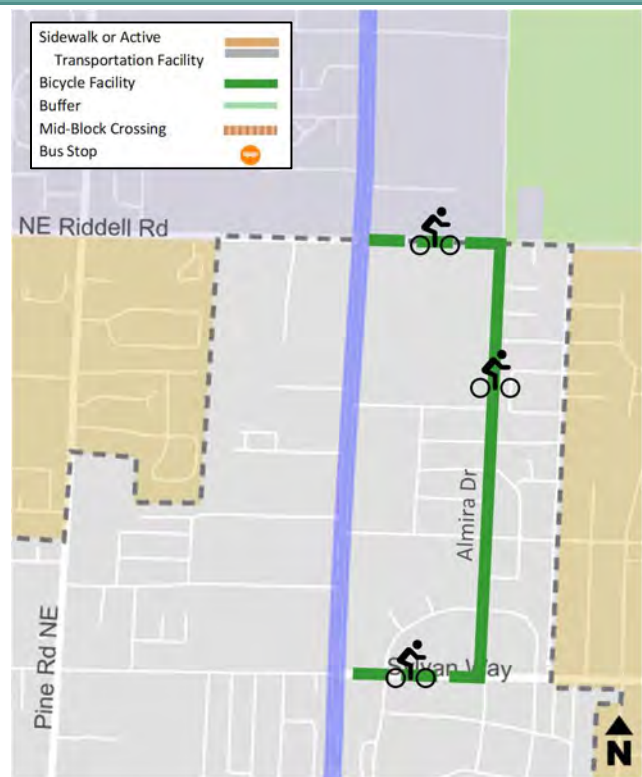 Sidewalk or Active
Transportation Facility
Bicycle Facility
Buffer
Mid-Block Crossing
Bus Stop
NE Riddell Rd
Almira Dr
Sylvan Way
Pine Rd NE
N